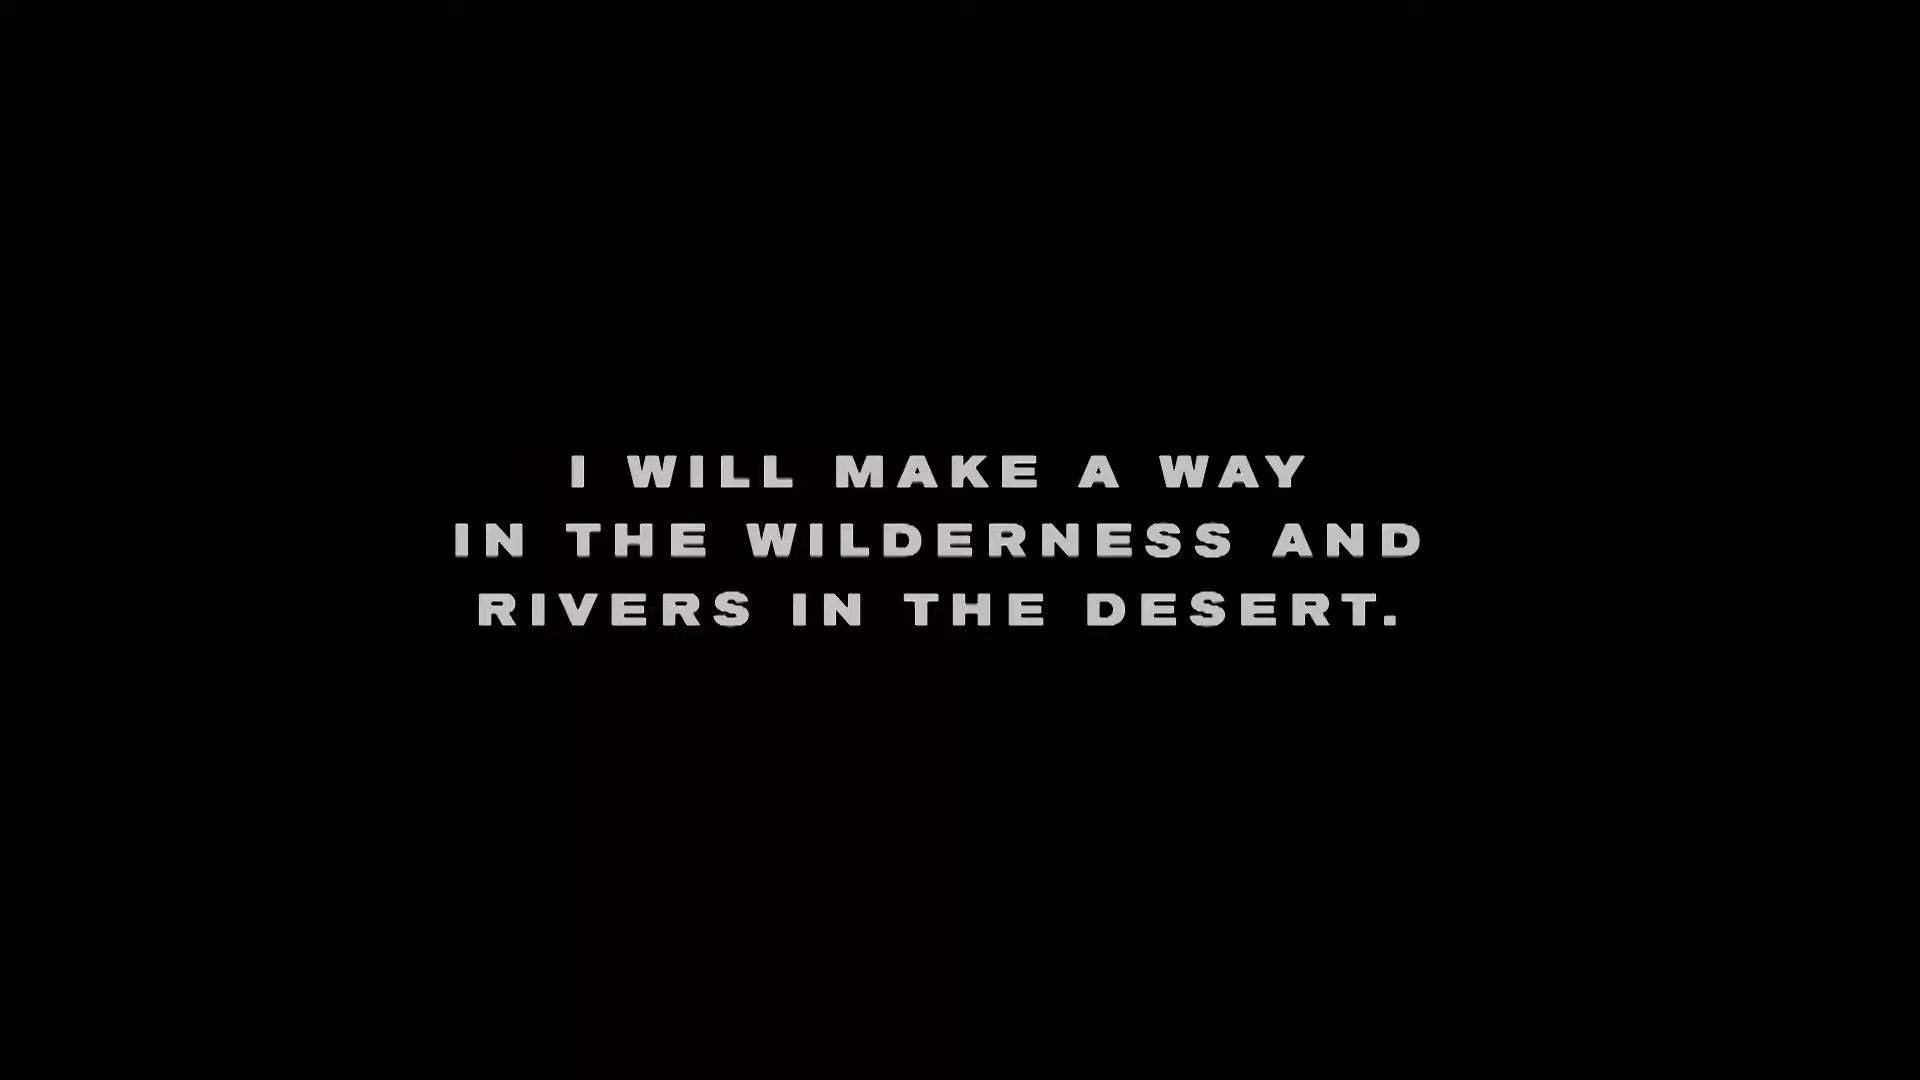 I WILL MAKE A WAY
IN THE WILDERNESS AND
RIVERS IN THE DESERT.